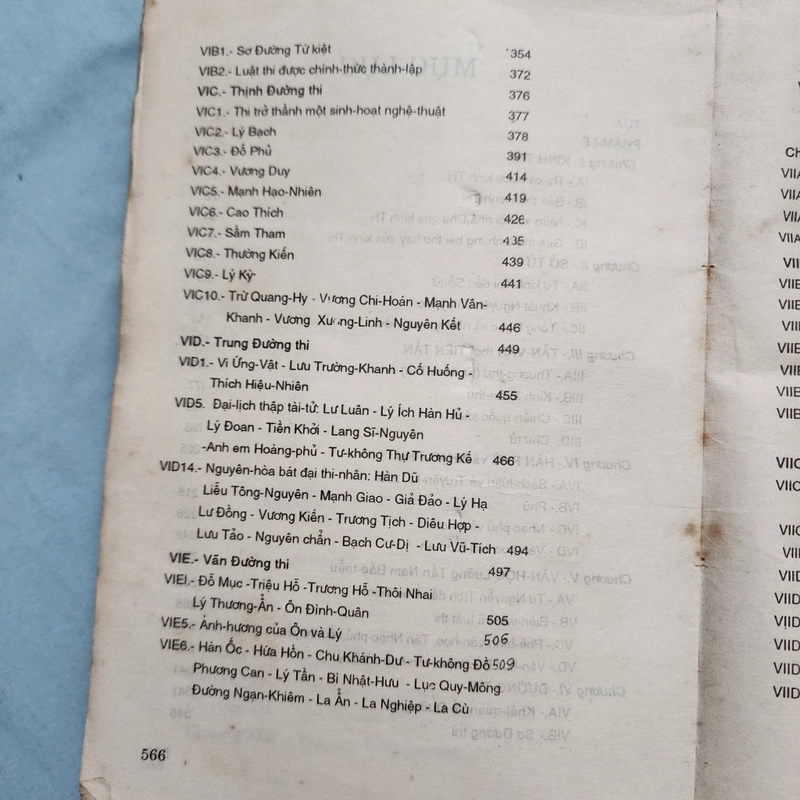 VIB1.- Sơ Đường Tứ kiệt 354
VIB2.- Luật thi được chính-thức thành-lập 372
VIC.- Thịnh Đường thi 376
VIC1.- Thi trở thành một sinh-hoạt nghệ-thuật 377
VIC2.- Lý Bạch 378
VIC3.- Đỗ Phủ 391
VIC4.- Vương Duy 414
VIC5.- Mạnh Hạo-Nhiên 419
VIC6.- Cao Thích 426
VIC7.- Sầm Tham 435
VIC8.- Thường Kiến 439
VIC9.- Lý Kỳ 441
VIC10.- Trừ Quang-Hy - Vương Chi-Hoán - Mạnh Vân-
Khanh - Vương Xương-Linh - Nguyên Kết 446
VID.- Trung Đường thi 449
VID1.- Vi Ứng-Vật - Lưu Trường-Khanh - Cố Huống -
Thích Hiệu-Nhiên 455
VID5. Đại-lịch thập tài-tử: Lư Luân - Lý Ích Hàn Hủ -
Lý Đoan - Tiền Khởi - Lang Sĩ-Nguyên
-Anh em Hoàng-phủ - Tư-không Thự Trương Kế 466
VID14.- Nguyên-hòa bát đại thi-nhân: Hàn Dũ
Liễu Tông-Nguyên - Mạnh Giao - Giả Đảo - Lý Hạ
Lư Đồng - Vương Kiến - Trương Tịch - Diêu Hợp -
Lưu Tảo - Nguyên chẩn - Bạch Cư-Dị - Lưu Vũ-Tích 494
VIE.- Vãn Đường thi 497
VIEI.- Đỗ Mục -Triệu Hỗ -Trương Hỗ -Thôi Nhai
Lý Thương-Ẩn - Ôn Đình-Quân 505
VIE5.- Ảnh-hương của Ôn và Lý 506
VIE6.- Hàn Ốc - Hứa Hồn - Chu Khánh-Dư - Tư-không Đồ 509
Phương Can - Lý Tần - Bì Nhật-Hưu - Lục Quy-Mông
Đường Ngạn-Khiêm - La Ẩn - La Nghiệp - La Cù
566